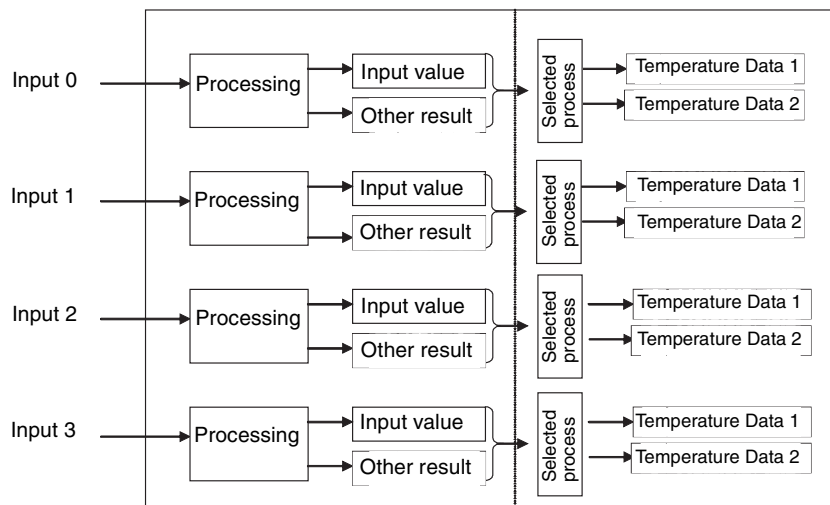 Input 0
Processing
Input value
Other result
Selected
process
Temperature Data 1
Temperature Data 2
Input 1
Processing
Input value
Other result
Selected
process
Temperature Data 1
Temperature Data 2
Input 2
Processing
Input value
Other result
Selected
process
Temperature Data 1
Temperature Data 2
Input 3
Processing
Input value
Other result
Selected
process
Temperature Data 1
Temperature Data 2